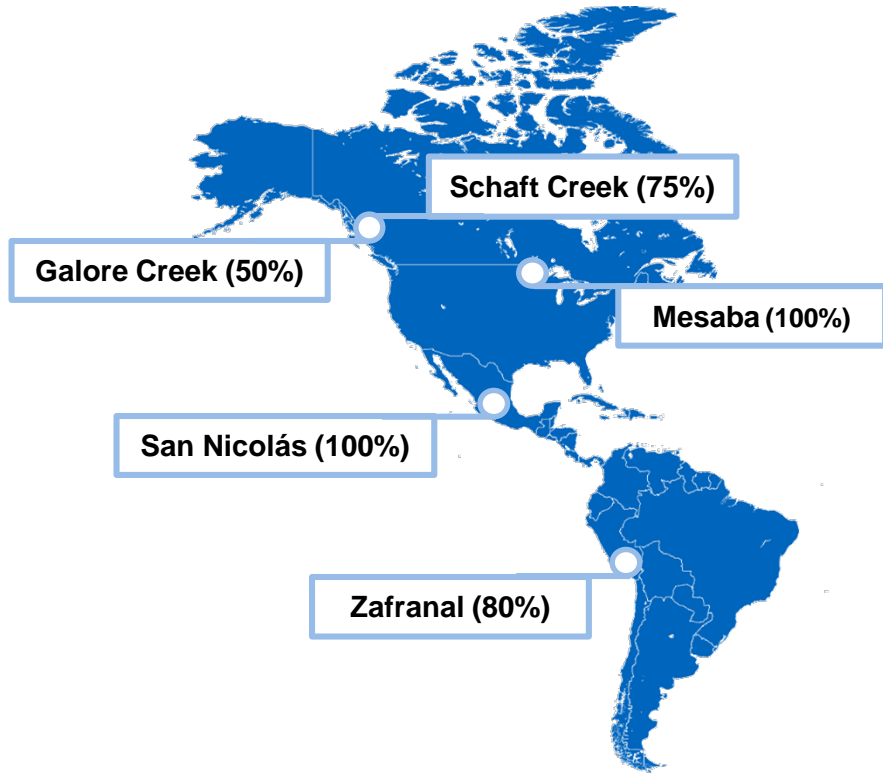 Schaft Creek (75%)
Galore Creek (50%)
Mesaba (100%)
San Nicolás (100%)
Zafranal (80%)